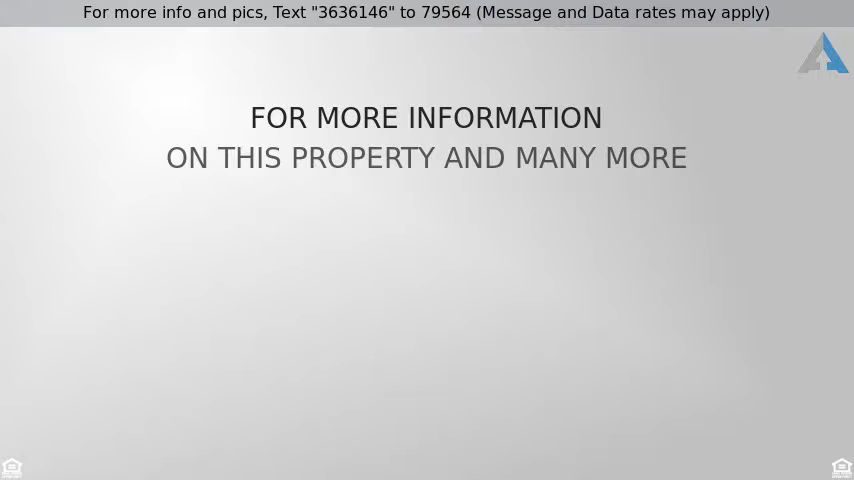 For more info and pics, Text "3636146" to 79564 (Message and Data rates may apply)
FOR MORE INFORMATION
ON THIS PROPERTY AND MANY MORE